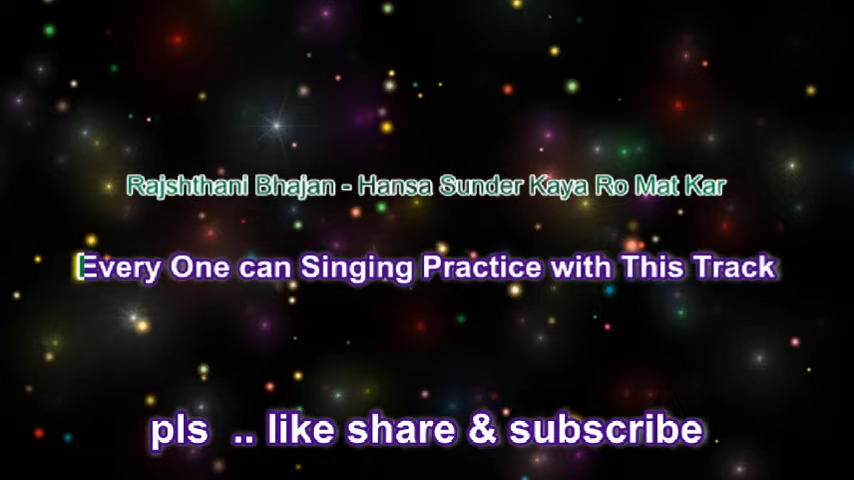 Rajshthani Bhajan - Hansa Sunder Kaya Ro Mat Kar
Every One can Singing Practice with This Track
pls .. like share & subscribe